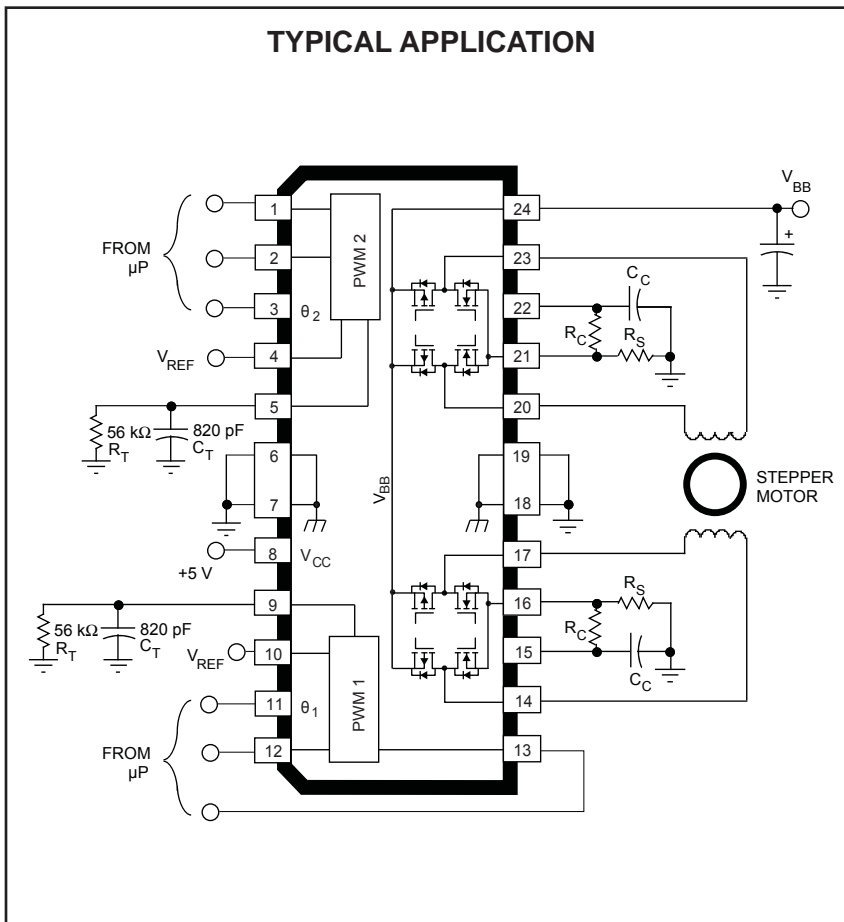 TYPICAL APPLICATION
V_BB
1
24
PWM 2
2
23
FROM
µP
C_C
3
θ_2
22
R_C
R_S
V_REF
4
21
5
20
56 kΩ
820 pF
R_T
C_T
6
19
V_BB
STEPPER
MOTOR
7
18
8
V_CC
17
+5 V
R_S
9
16
56 kΩ
820 pF
R_C
R_T
C_T
V_REF
10
15
C_C
PWM 1
11
θ_1
14
FROM
µP
12
13
+